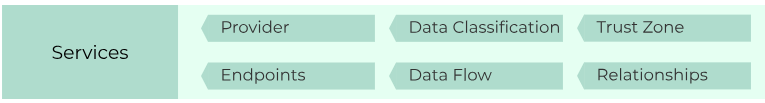 Services
Provider
Data Classification
Trust Zone
Endpoints
Data Flow
Relationships